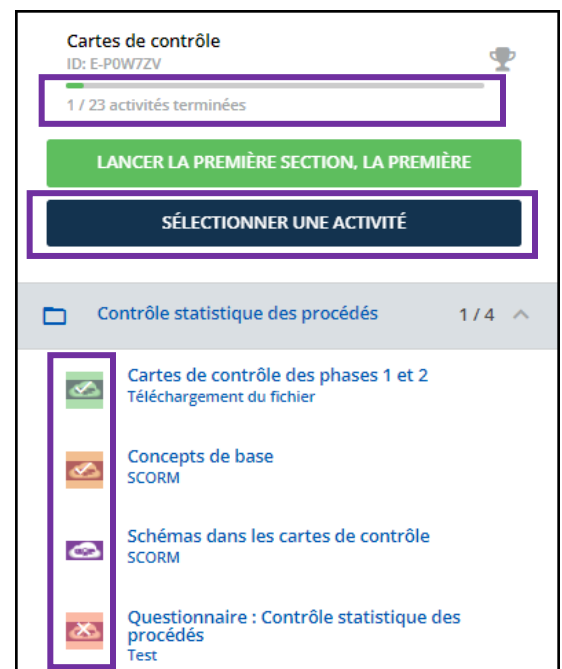 Cartes de contrôle
ID: E-P0W7ZV
1 / 23 activités terminées
LANCER LA PREMIÈRE SECTION, LA PREMIÈRE
SÉLECTIONNER UNE ACTIVITÉ
Contrôle statistique des procédés 1 / 4
Cartes de contrôle des phases 1 et 2
Téléchargement du fichier
Concepts de base
SCORM
Schémas dans les cartes de contrôle
SCORM
Questionnaire : Contrôle statistique des
procédés
Test